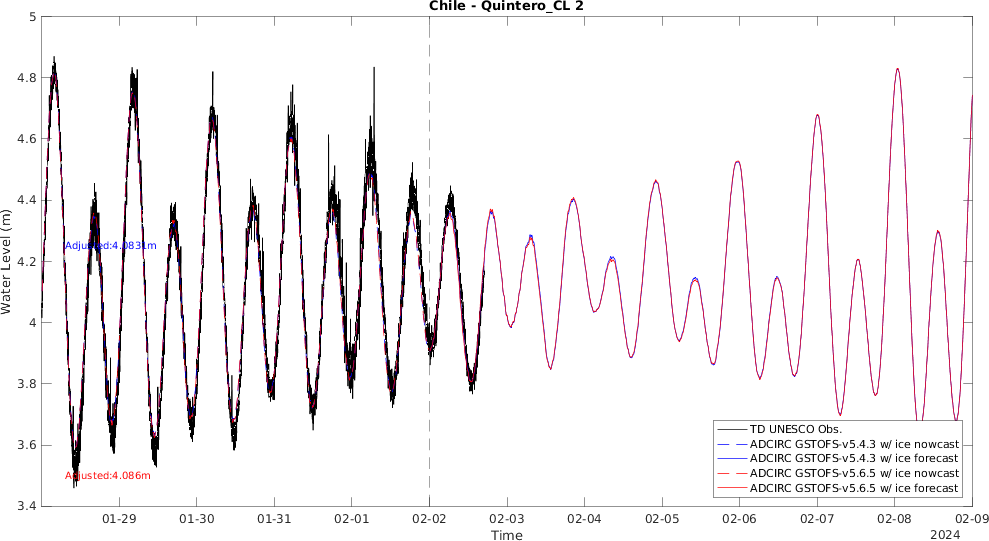 Chile - Quintero_CL 2
Water Level (m)
5
4.8
4.6
4.4
4.2
4
3.8
3.6
3.4
Adjusted:4.0831m
Adjusted:4.086m
TD UNESCO Obs.
ADCIRC GSTOFS-v5.4.3 w/ ice nowcast
ADCIRC GSTOFS-v5.4.3 w/ ice forecast
ADCIRC GSTOFS-v5.6.5 w/ ice nowcast
ADCIRC GSTOFS-v5.6.5 w/ ice forecast
01-29 01-30 01-31 02-01 02-02 02-03 02-04 02-05 02-06 02-07 02-08 02-09
Time
2024